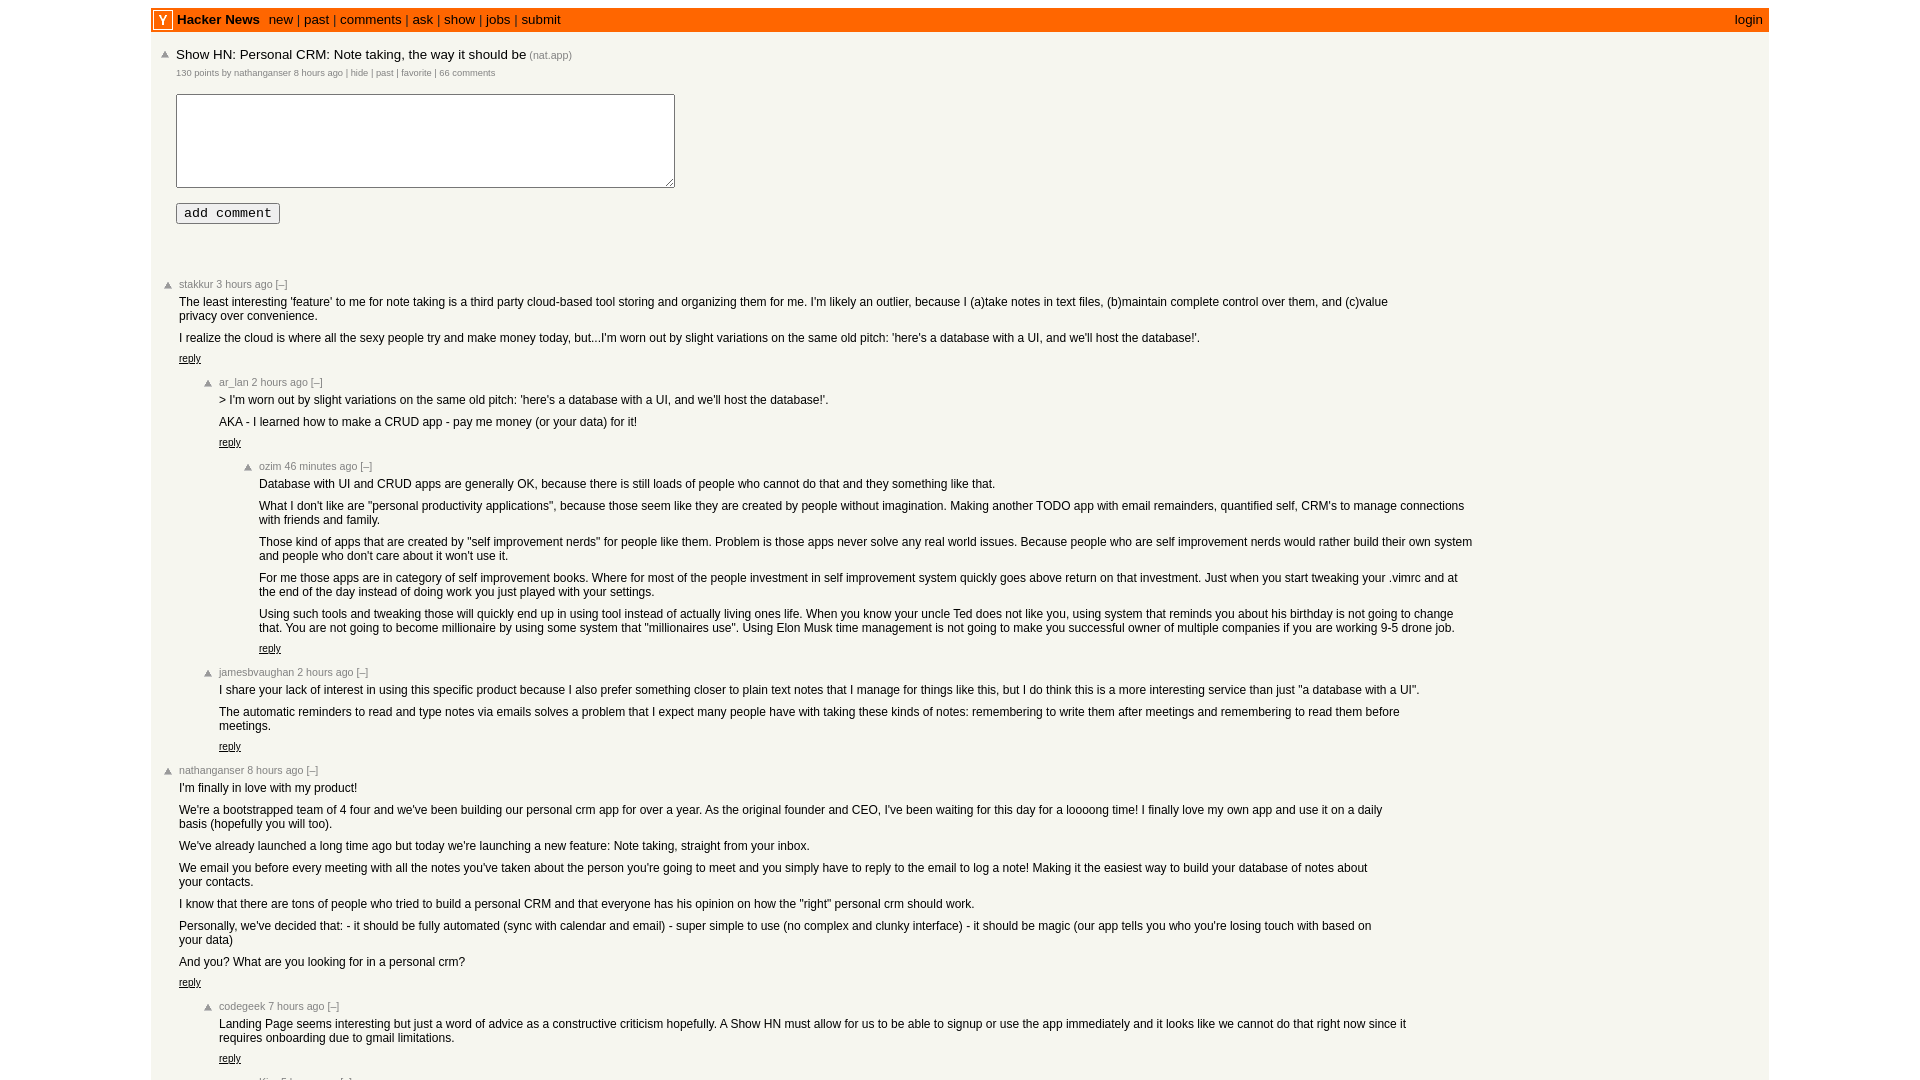 Y Hacker News new | past | comments | ask | show | jobs | submit login
Show HN: Personal CRM: Note taking, the way it should be (nat.app)
130 points by nathanganser 8 hours ago | hide | past | favorite | 66 comments
add comment
stakkur 3 hours ago [–]
The least interesting 'feature' to me for note taking is a third party cloud-based tool storing and organizing them for me. I'm likely an outlier, because I (a)take notes in text files, (b)maintain complete control over them, and (c)value
privacy over convenience.
I realize the cloud is where all the sexy people try and make money today, but...I'm worn out by slight variations on the same old pitch: 'here's a database with a UI, and we'll host the database!'.
reply
ar_lan 2 hours ago [–]
> I'm worn out by slight variations on the same old pitch: 'here's a database with a UI, and we'll host the database!'.
AKA - I learned how to make a CRUD app - pay me money (or your data) for it!
reply
ozim 46 minutes ago [–]
Database with UI and CRUD apps are generally OK, because there is still loads of people who cannot do that and they something like that.
What I don't like are "personal productivity applications", because those seem like they are created by people without imagination. Making another TODO app with email remainders, quantified self, CRM's to manage connections
with friends and family.
Those kind of apps that are created by "self improvement nerds" for people like them. Problem is those apps never solve any real world issues. Because people who are self improvement nerds would rather build their own system
and people who don't care about it won't use it.
For me those apps are in category of self improvement books. Where for most of the people investment in self improvement system quickly goes above return on that investment. Just when you start tweaking your .vimrc and at
the end of the day instead of doing work you just played with your settings.
Using such tools and tweaking those will quickly end up in using tool instead of actually living ones life. When you know your uncle Ted does not like you, using system that reminds you about his birthday is not going to change
that. You are not going to become millionaire by using some system that "millionaires use". Using Elon Musk time management is not going to make you successful owner of multiple companies if you are working 9-5 drone job.
reply
jamesbvaughan 2 hours ago [–]
I share your lack of interest in using this specific product because I also prefer something closer to plain text notes that I manage for things like this, but I do think this is a more interesting service than just "a database with a UI".
The automatic reminders to read and type notes via emails solves a problem that I expect many people have with taking these kinds of notes: remembering to write them after meetings and remembering to read them before
meetings.
reply
nathanganser 8 hours ago [–]
I'm finally in love with my product!
We're a bootstrapped team of 4 four and we've been building our personal crm app for over a year. As the original founder and CEO, I've been waiting for this day for a loooong time! I finally love my own app and use it on a daily
basis (hopefully you will too).
We've already launched a long time ago but today we're launching a new feature: Note taking, straight from your inbox.
We email you before every meeting with all the notes you've taken about the person you're going to meet and you simply have to reply to the email to log a note! Making it the easiest way to build your database of notes about
your contacts.
I know that there are tons of people who tried to build a personal CRM and that everyone has his opinion on how the "right" personal crm should work.
Personally, we've decided that: - it should be fully automated (sync with calendar and email) - super simple to use (no complex and clunky interface) - it should be magic (our app tells you who you're losing touch with based on
your data)
And you? What are you looking for in a personal crm?
reply
codegeek 7 hours ago [–]
Landing Page seems interesting but just a word of advice as a constructive criticism hopefully. A Show HN must allow for us to be able to signup or use the app immediately and it looks like we cannot do that right now since it
requires onboarding due to gmail limitations.
reply